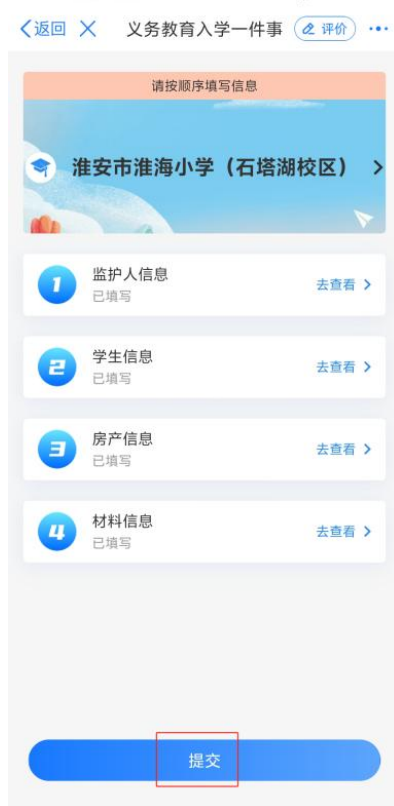 返回 义务教育入学一件事 评价
请按顺序填写信息
淮安市淮海小学（石塔湖校区）
1 监护人信息 去查看
已填写
2 学生信息 去查看
已填写
3 房产信息 去查看
已填写
4 材料信息 去查看
已填写
提交